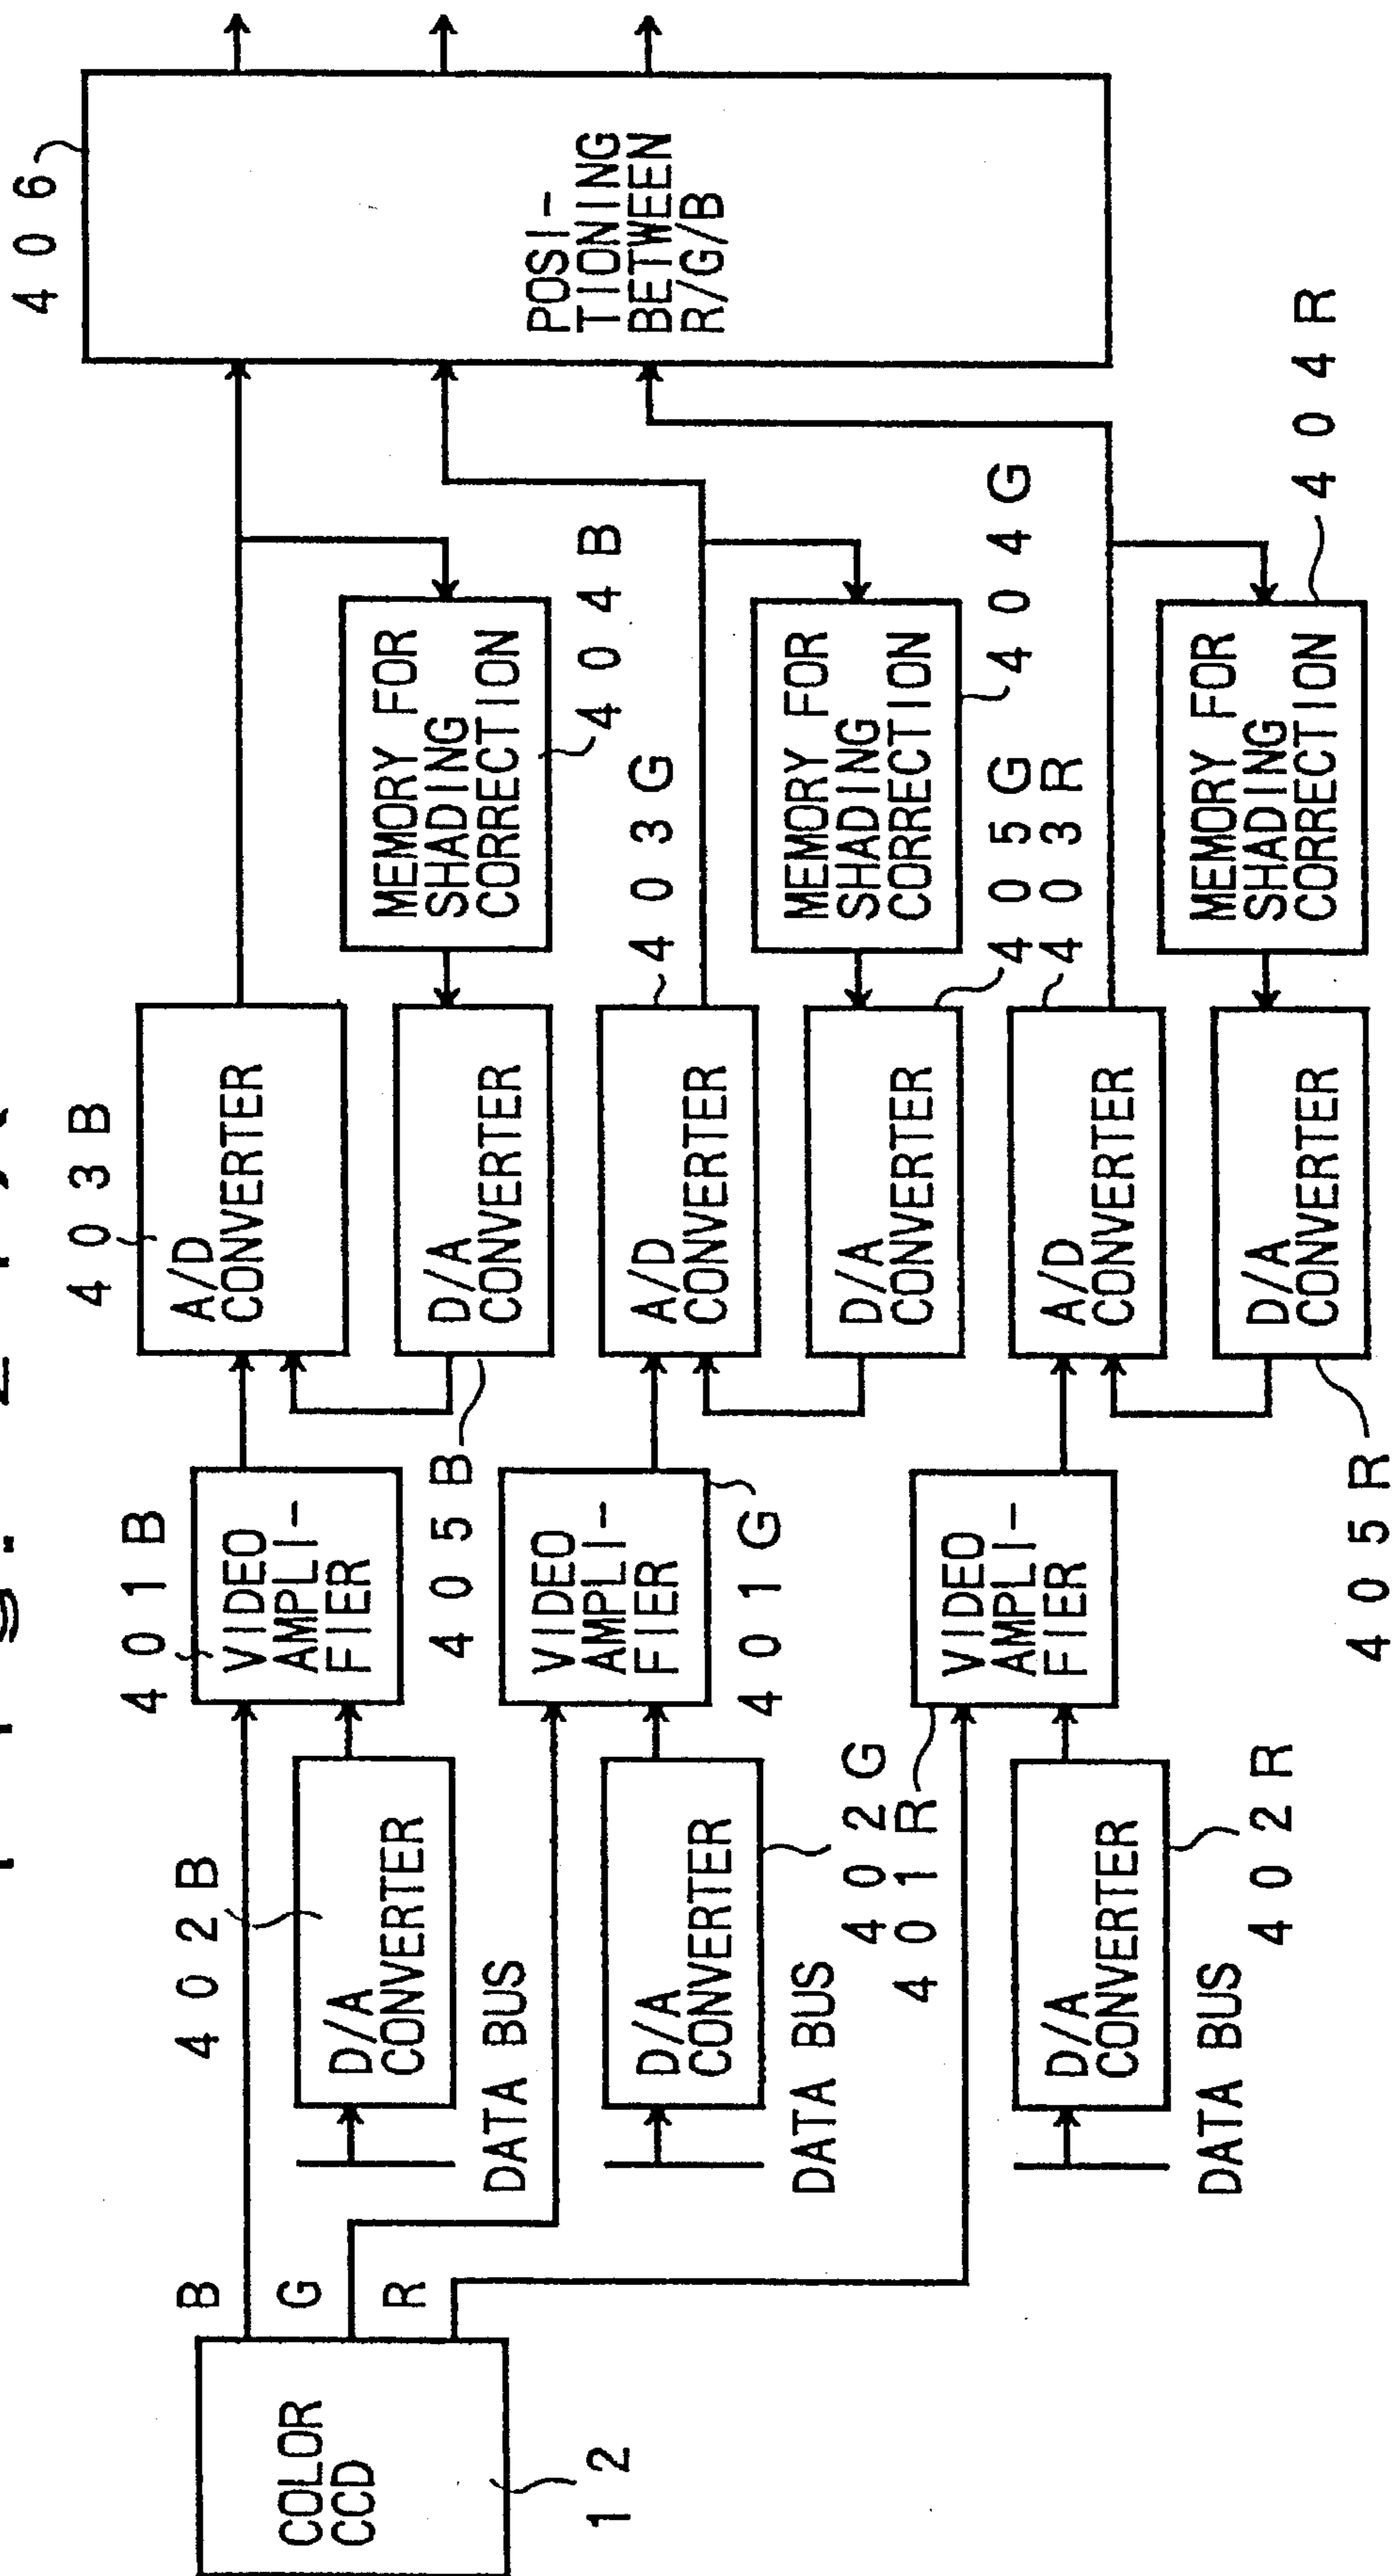 COLOR
CCD
12
B
G
R
402B
D/A
CONVERTER
DATA BUS
401B
VIDEO
AMPLI-
FIER
403B
A/D
CONVERTER
405B
D/A
CONVERTER
MEMORY FOR
SHADING
CORRECTION
404B
D/A
CONVERTER
402G
DATA BUS
VIDEO
AMPLI-
FIER
401G
403G
A/D
CONVERTER
D/A
CONVERTER
405G
MEMORY FOR
SHADING
CORRECTION
404G
401R
VIDEO
AMPLI-
FIER
D/A
CONVERTER
402R
DATA BUS
403R
A/D
CONVERTER
D/A
CONVERTER
405R
MEMORY FOR
SHADING
CORRECTION
404R
406
POSI-
TIONING
BETWEEN
R/G/B